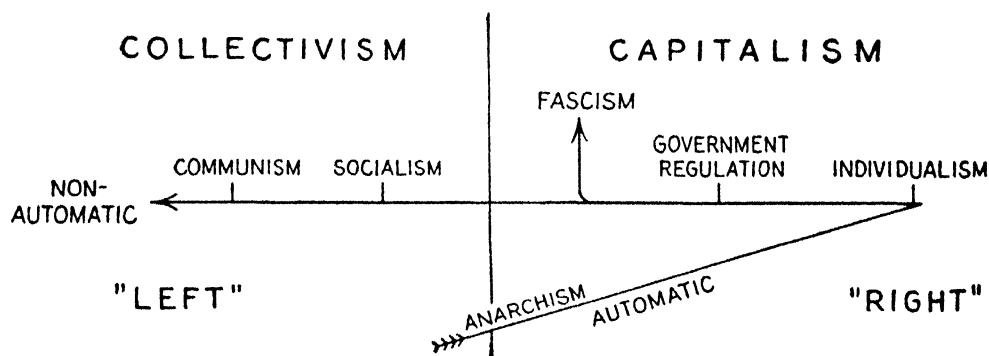 COLLECTIVISM
CAPITALISM
FASCISM
COMMUNISM
SOCIALISM
GOVERNMENT
REGULATION
INDIVIDUALISM
NON-
AUTOMATIC
"LEFT"
ANARCHISM
AUTOMATIC
"RIGHT"